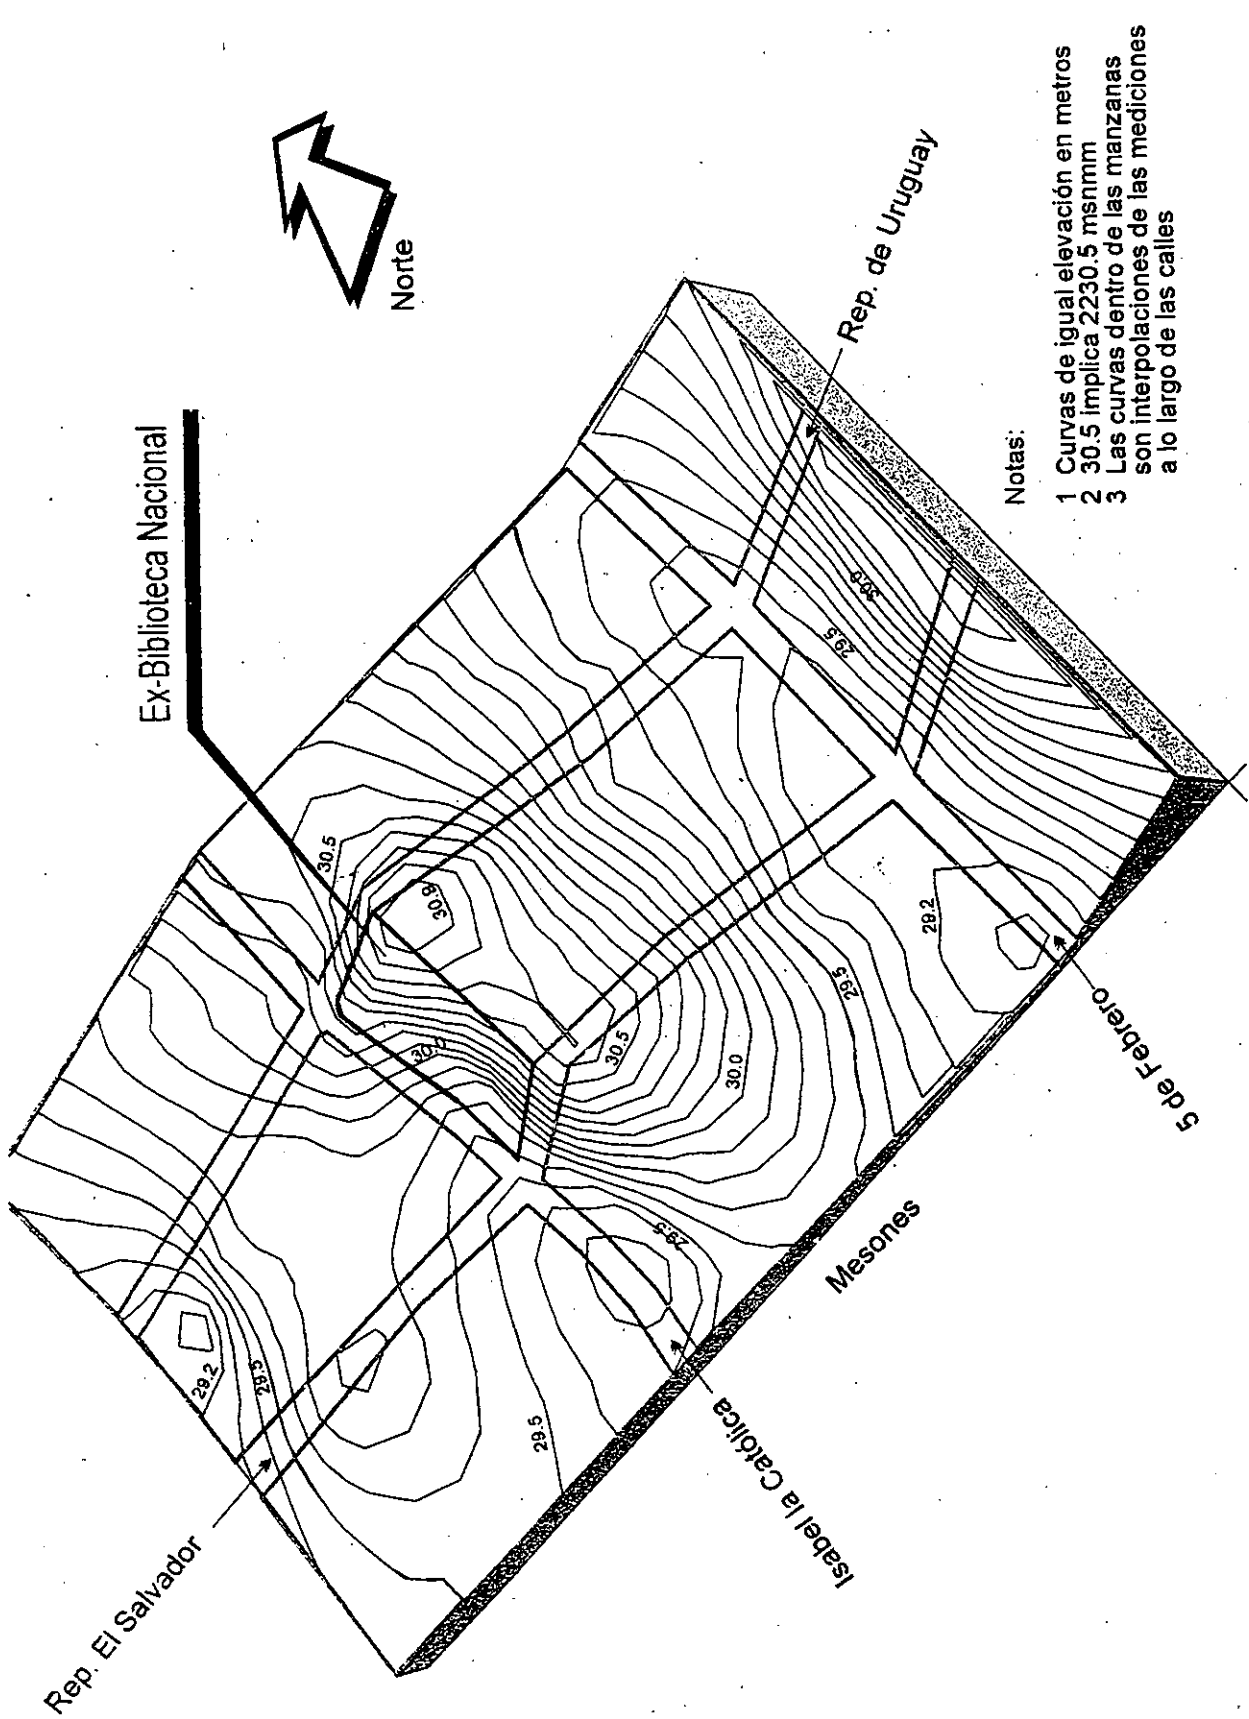 Ex-Biblioteca Nacional
Norte
Rep. de Uruguay
Rep. El Salvador
Isabel la Católica
Mesones
5 de Febrero
30.5
30.8
30.0
30.5
30.0
29.5
29.2
29.5
30.0
29.5
29.5
29.2
29.5
Notas:
1 Curvas de igual elevación en metros
2 30.5 implica 2230.5 msnmm
3 Las curvas dentro de las manzanas
son interpolaciones de las mediciones
a lo largo de las calles